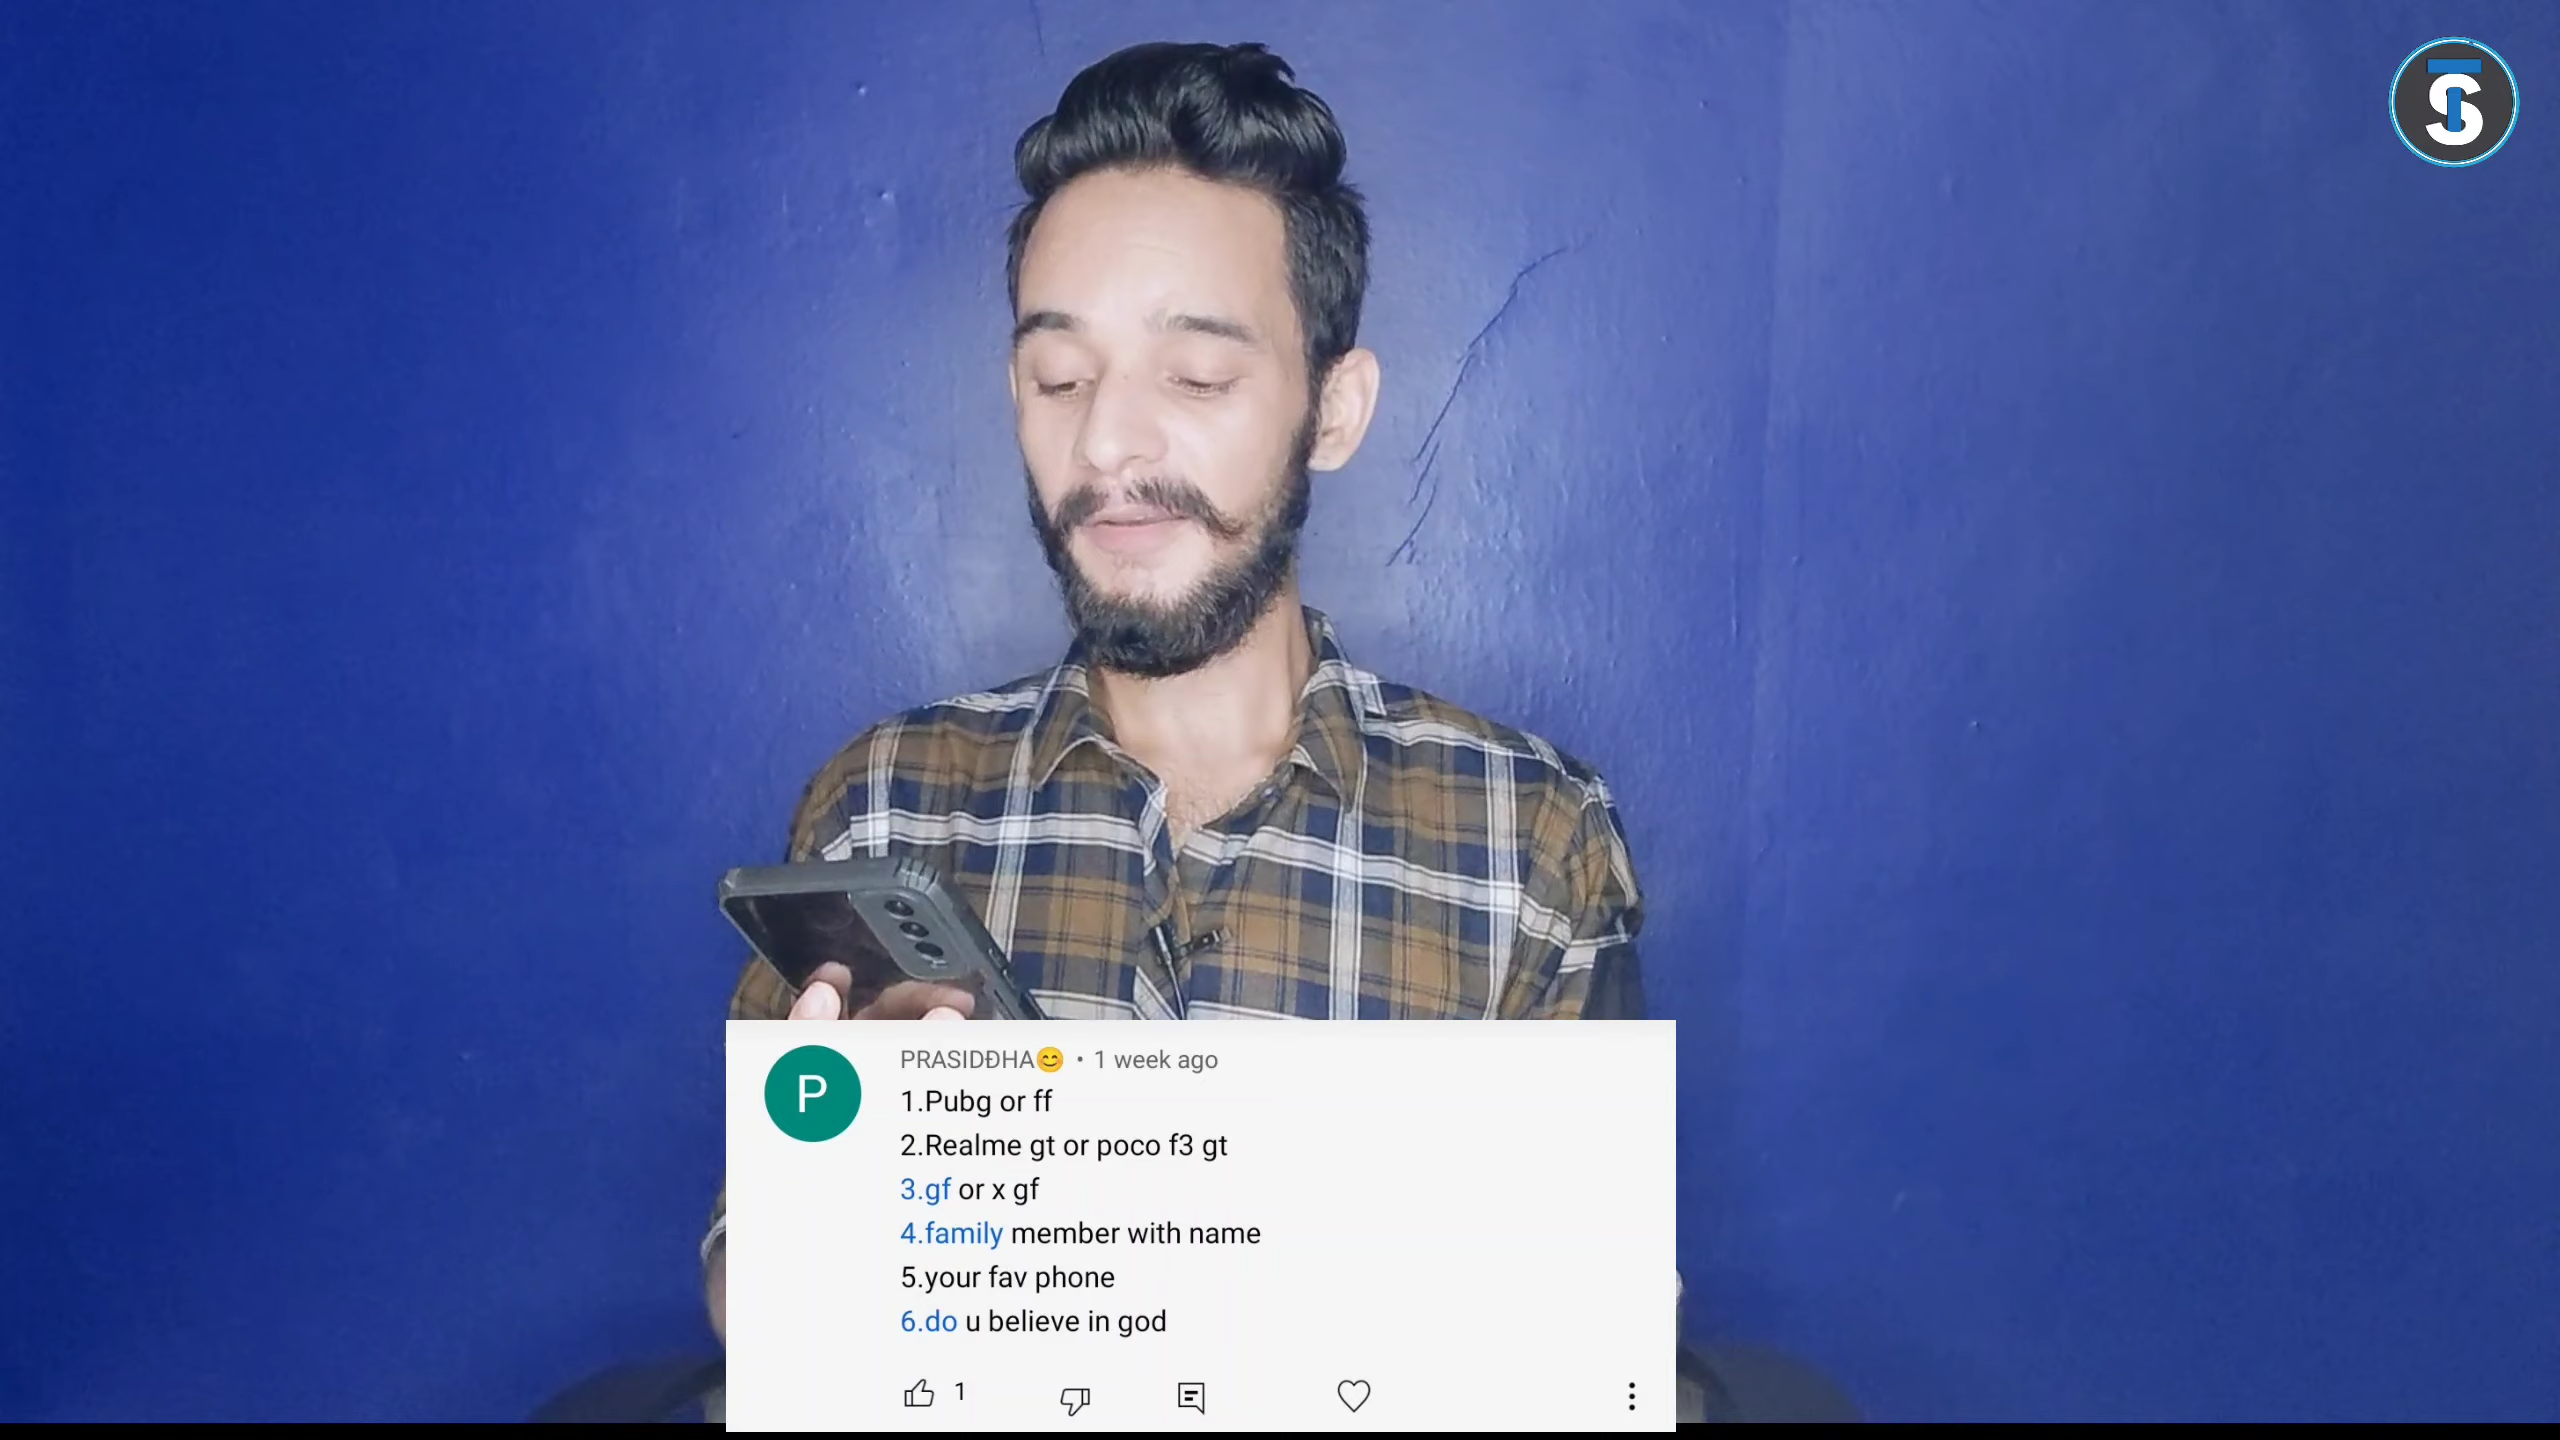 PRASIDĐHA😊 • 1 week ago
P
1.Pubg or ff
2.Realme gt or poco f3 gt
3.gf or x gf
4.family member with name
5.your fav phone
6.do u believe in god
1